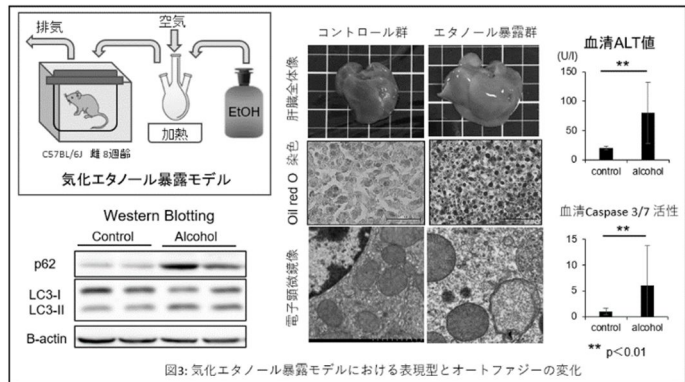 排気
空気
EtOH
加熱
C57BL/6J 雌 8週齢
気化エタノール暴露モデル
Western Blotting
Control Alcohol
p62
LC3-I
LC3-II
B-actin
コントロール群 エタノール暴露群
肝臓全体像
Oil red O 染色
電子顕微鏡像
血清ALT値
(U/l)
**
150
100
50
0
control alcohol
血清Caspase 3/7 活性
**
15
10
5
0
control alcohol
** p<0.01
図3: 気化エタノール暴露モデルにおける表現型とオートファジーの変化